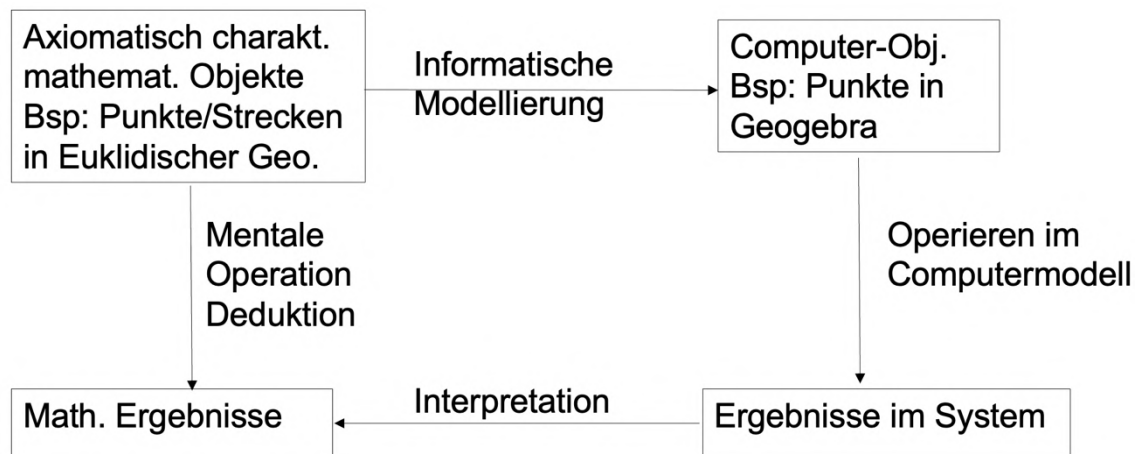 Axiomatisch charakt.
mathemat. Objekte
Bsp: Punkte/Strecken
in Euklidischer Geo.
Informatische
Modellierung
Computer-Obj.
Bsp: Punkte in
Geogebra
Mentale
Operation
Deduktion
Operieren im
Computermodell
Math. Ergebnisse
Interpretation
Ergebnisse im System